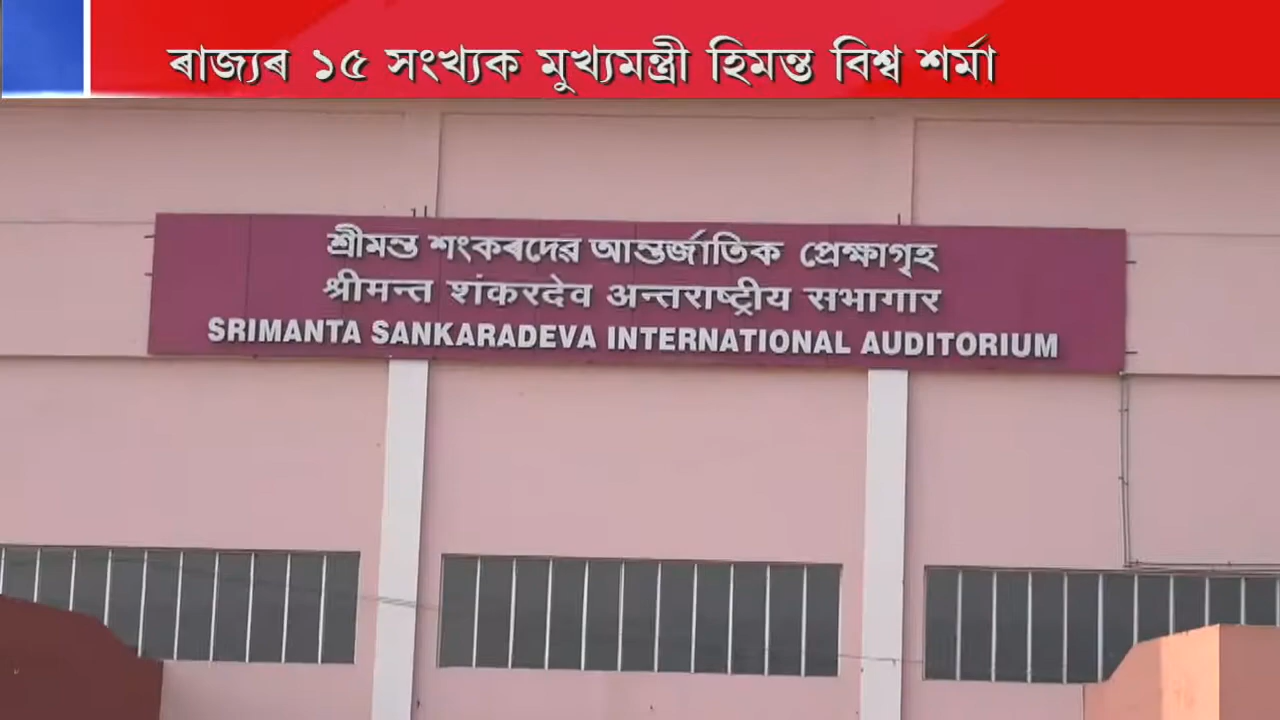 ৰাজ্যৰ ১৫ সংখ্যক মুখ্যমন্ত্ৰী হিমন্ত বিশ্ব শৰ্মা
শ্ৰীমন্ত শংকৰদেৱ আন্তৰ্জাতিক প্ৰেক্ষাগৃহ
श्रीमन्त शंकरदेव अन्तराष्ट्रीय सभागार
SRIMANTA SANKARADEVA INTERNATIONAL AUDITORIUM